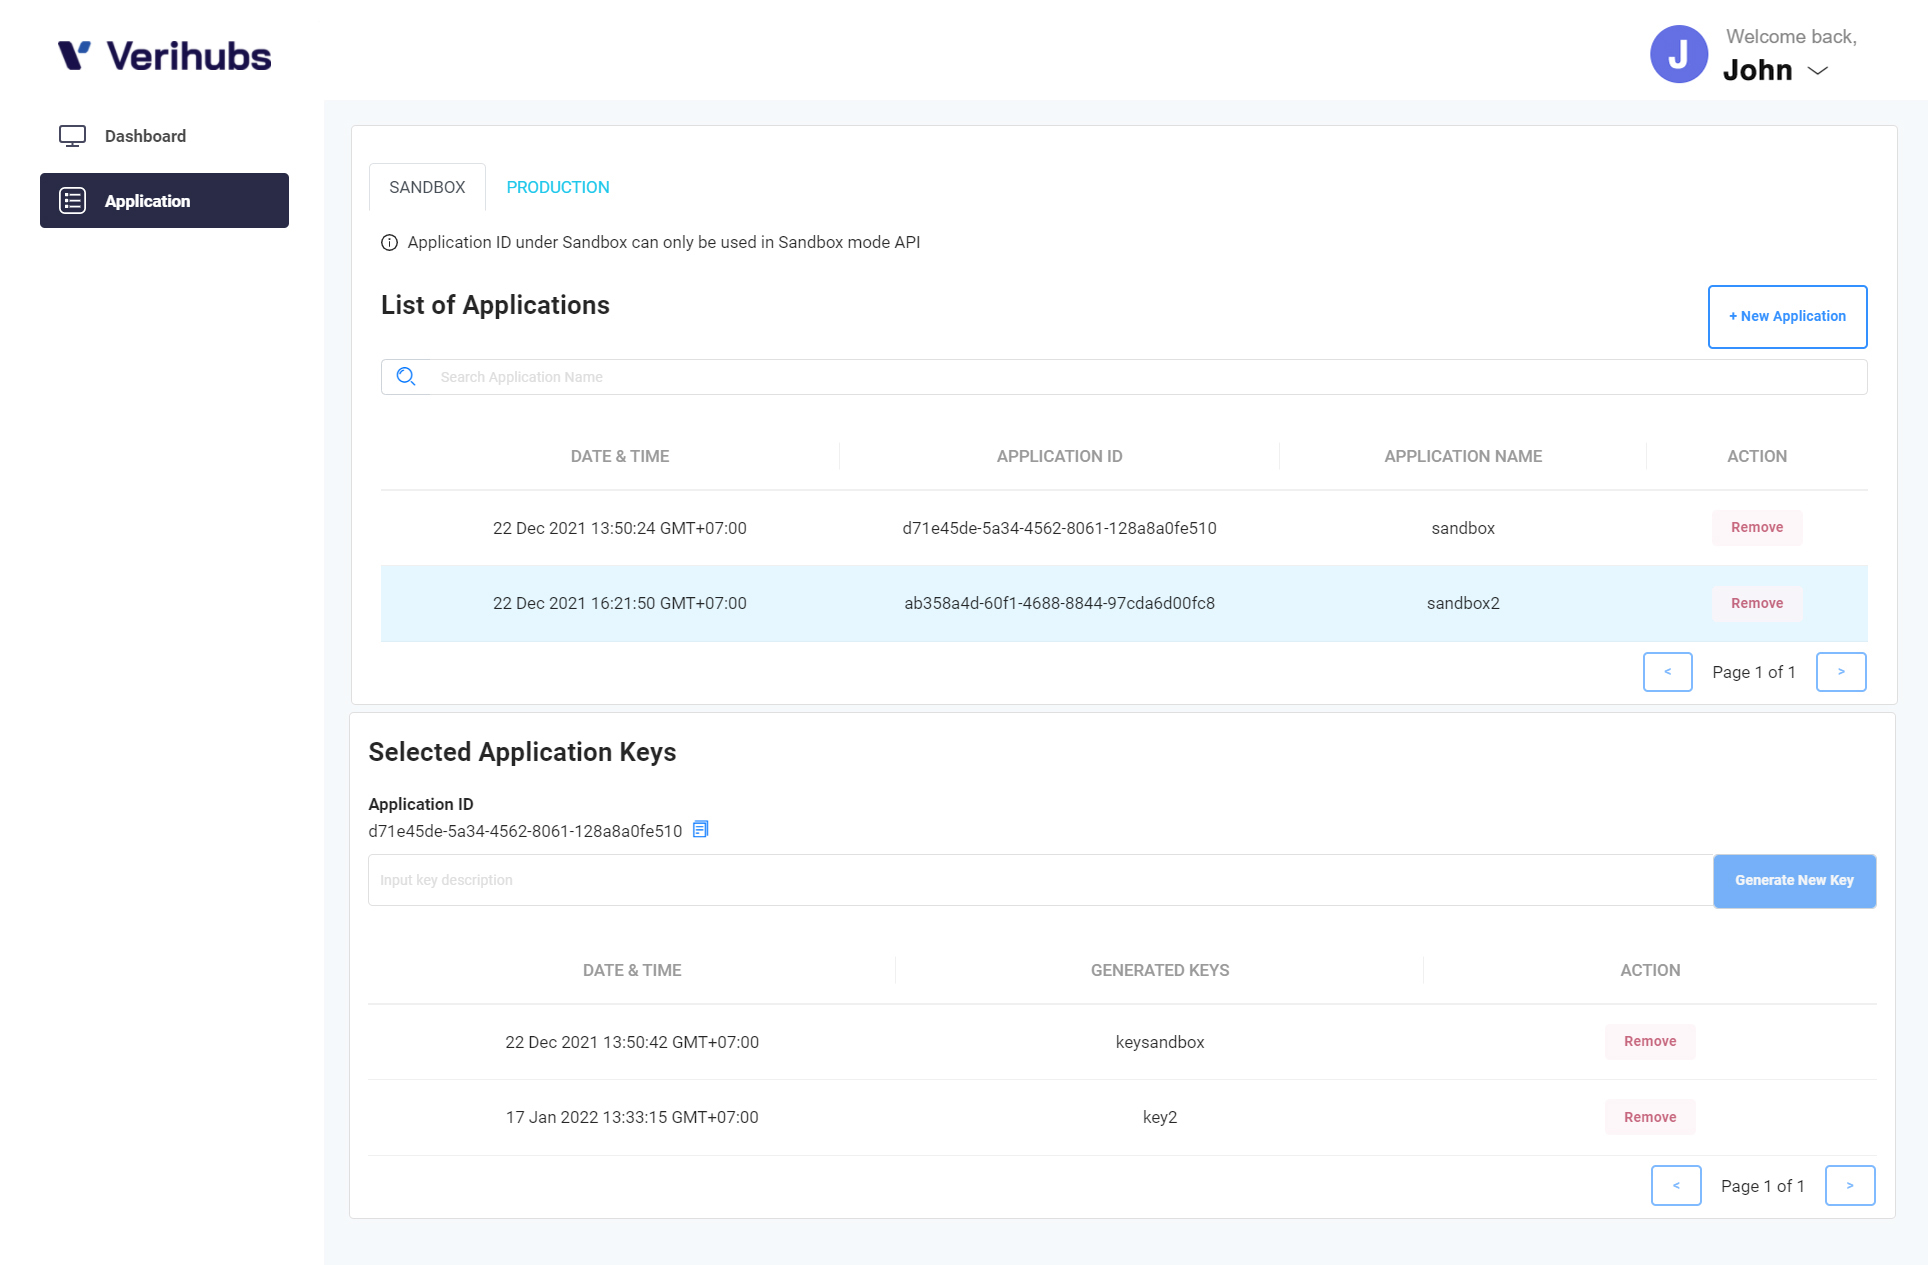 Verihubs
J
Welcome back,
John
Dashboard
Application
SANDBOX
PRODUCTION
Application ID under Sandbox can only be used in Sandbox mode API
List of Applications
+ New Application
Search Application Name
DATE & TIME APPLICATION ID APPLICATION NAME ACTION
22 Dec 2021 13:50:24 GMT+07:00 d71e45de-5a34-4562-8061-128a8a0fe510 sandbox Remove
22 Dec 2021 16:21:50 GMT+07:00 ab358a4d-60f1-4688-8844-97cda6d00fc8 sandbox2 Remove
< Page 1 of 1 >
Selected Application Keys
Application ID
d71e45de-5a34-4562-8061-128a8a0fe510
Input key description
Generate New Key
DATE & TIME GENERATED KEYS ACTION
22 Dec 2021 13:50:42 GMT+07:00 keysandbox Remove
17 Jan 2022 13:33:15 GMT+07:00 key2 Remove
< Page 1 of 1 >